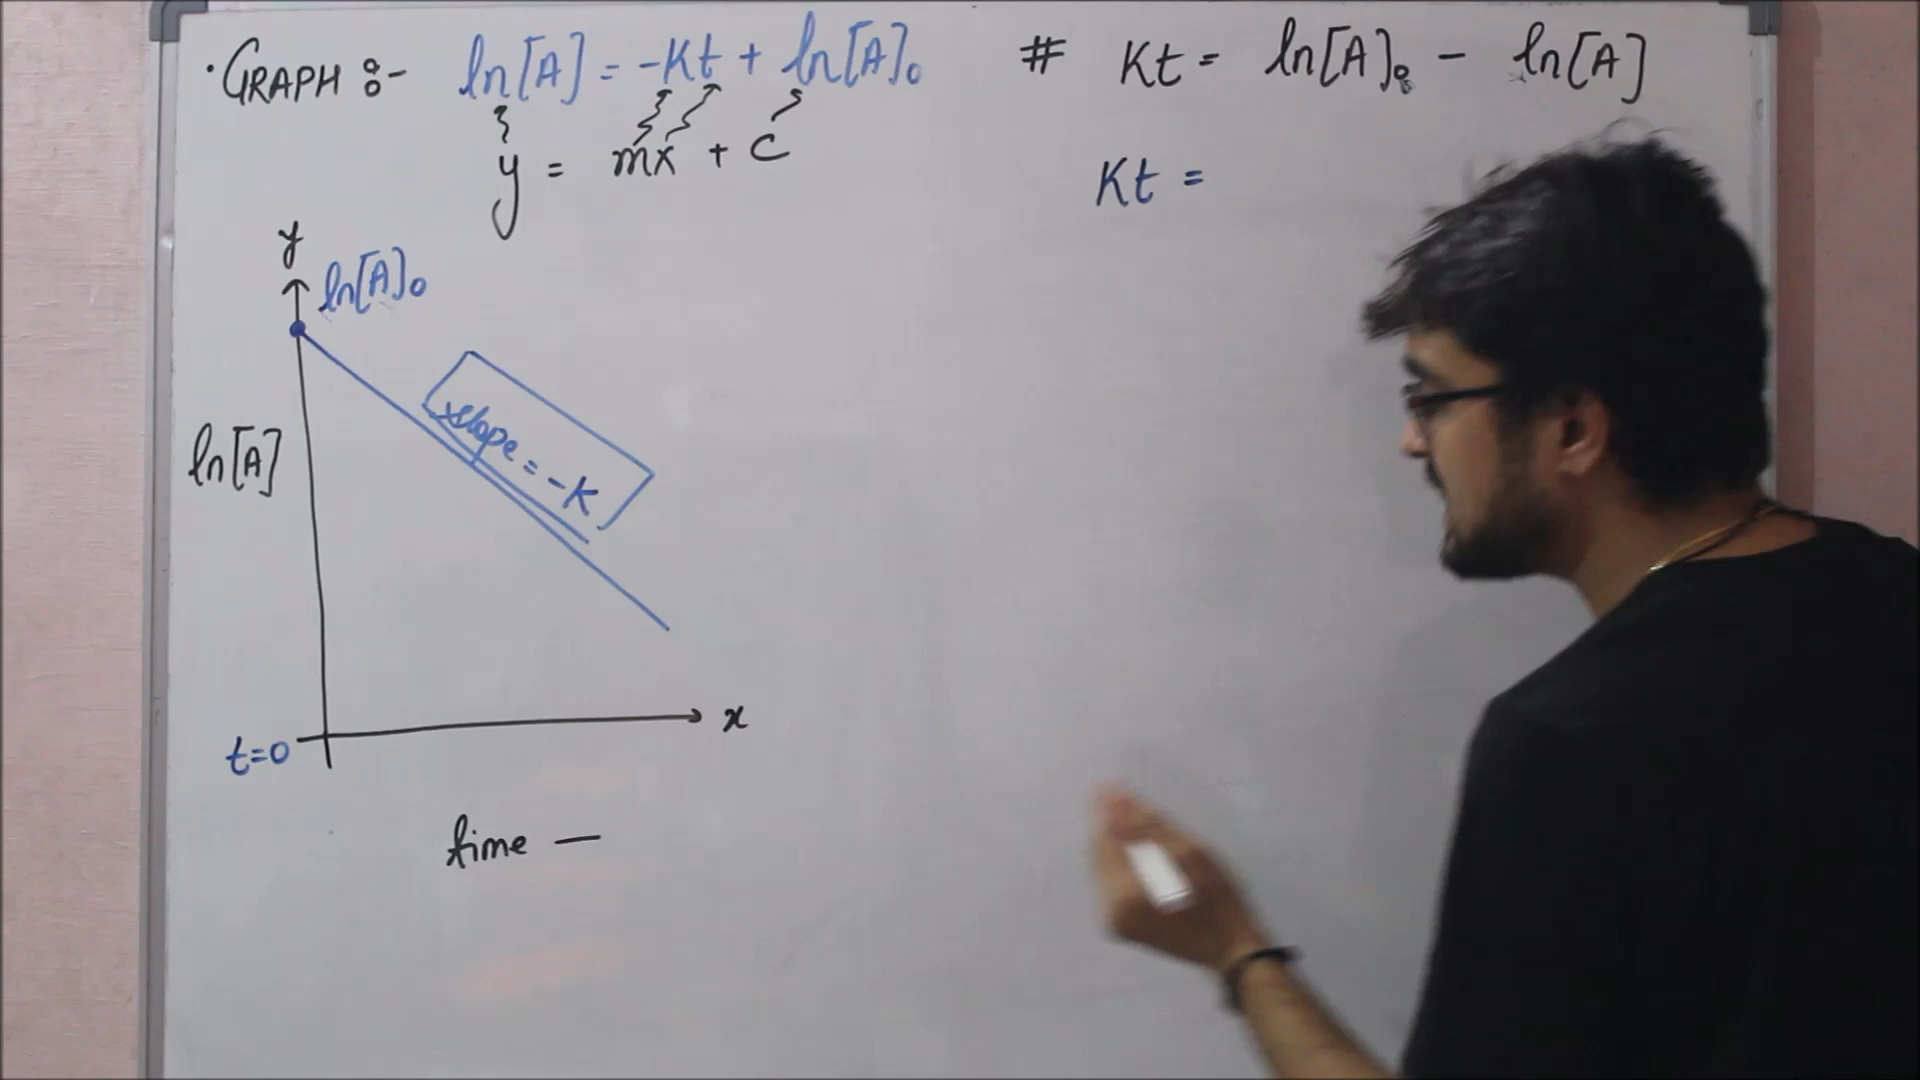 ·GRAPH :- ln[A] = -Kt + ln[A]₀
y = mx + c
y
ln[A]₀
slope = -K
ln[A]
x
t=0
time —
# Kt = ln[A]₀ - ln[A]
Kt =